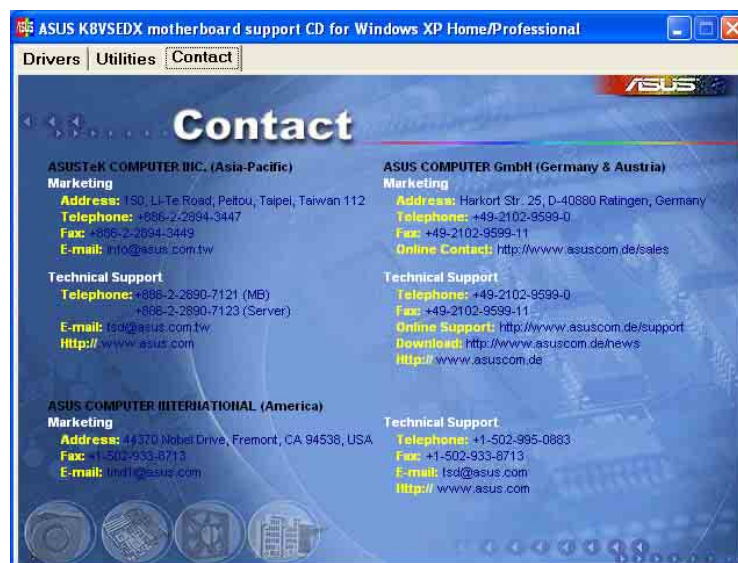 ASUS K8VSEDX motherboard support CD for Windows XP Home/Professional
Drivers Utilities Contact
ASUS
Contact
ASUSTeK COMPUTER INC. (Asia-Pacific)
Marketing
Address: 150, Li-Te Road, Peitou, Taipei, Taiwan 112
Telephone: +886-2-2894-3447
Fax: +886-2-2894-3449
E-mail: info@asus.com.tw
Technical Support
Telephone: +886-2-2890-7121 (MB)
+886-2-2890-7123 (Server)
E-mail: tsd@asus.com.tw
Http:// www.asus.com
ASUS COMPUTER GmbH (Germany & Austria)
Marketing
Address: Harkort Str. 25, D-40880 Ratingen, Germany
Telephone: +49-2102-9599-0
Fax: +49-2102-9599-11
Online Contact: http://www.asuscom.de/sales
Technical Support
Telephone: +49-2102-9599-0
Fax: +49-2102-9599-11
Online Support: http://www.asuscom.de/support
Download: http://www.asuscom.de/news
Http:// www.asuscom.de
ASUS COMPUTER INTERNATIONAL (America)
Marketing
Address: 44370 Nobel Drive, Fremont, CA 94538, USA
Fax: +1-502-933-8713
E-mail:
Technical Support
Telephone: +1-502-995-0883
Fax: +1-502-933-8713
E-mail: tsd@asus.com
Http:// www.asus.com